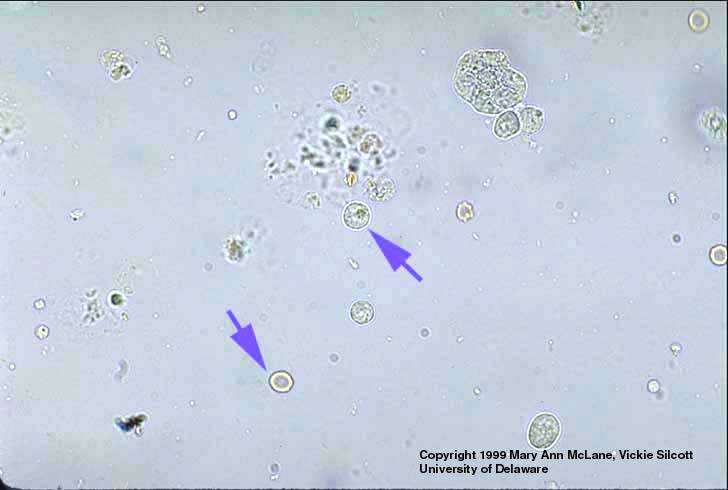 Copyright 1999 Mary Ann McLane, Vickie Silcott
University of Delaware